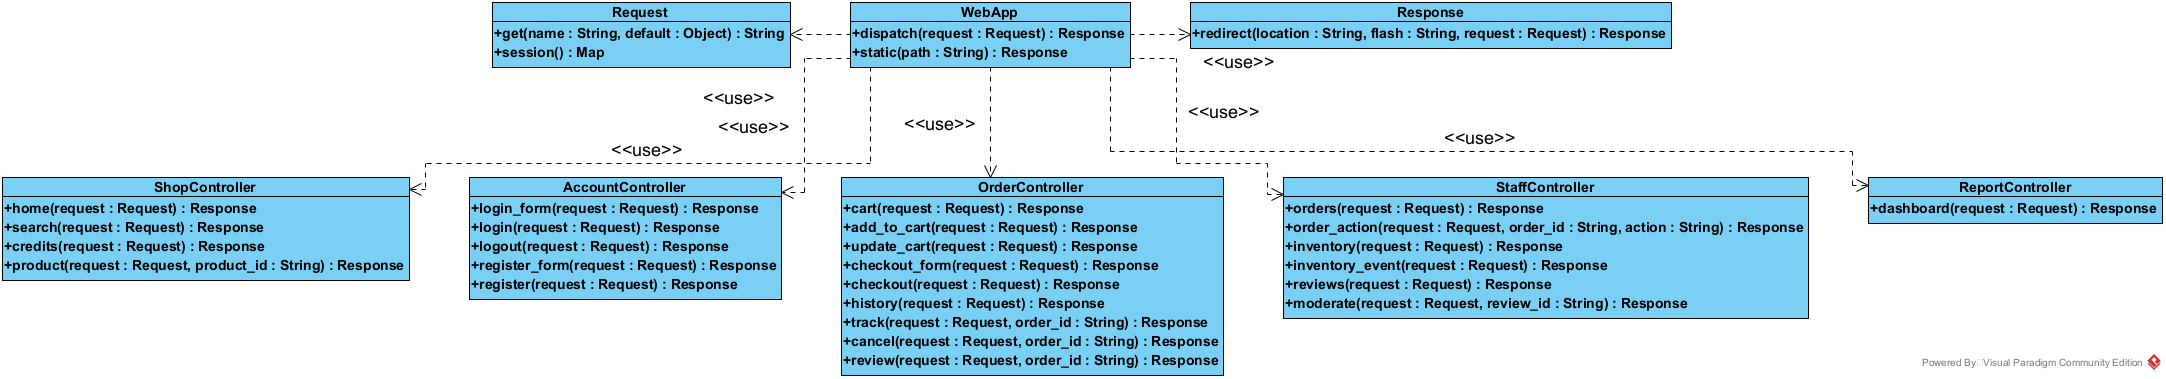 Request
+get(name : String, default : Object) : String
+session() : Map
WebApp
+dispatch(request : Request) : Response
+static(path : String) : Response
Response
+redirect(location : String, flash : String, request : Request) : Response
<<use>>
<<use>>
<<use>>
<<use>>
<<use>>
<<use>>
<<use>>
ShopController
+home(request : Request) : Response
+search(request : Request) : Response
+credits(request : Request) : Response
+product(request : Request, product_id : String) : Response
AccountController
+login_form(request : Request) : Response
+login(request : Request) : Response
+logout(request : Request) : Response
+register_form(request : Request) : Response
+register(request : Request) : Response
OrderController
+cart(request : Request) : Response
+add_to_cart(request : Request) : Response
+update_cart(request : Request) : Response
+checkout_form(request : Request) : Response
+checkout(request : Request) : Response
+history(request : Request) : Response
+track(request : Request, order_id : String) : Response
+cancel(request : Request, order_id : String) : Response
+review(request : Request, order_id : String) : Response
StaffController
+orders(request : Request) : Response
+order_action(request : Request, order_id : String, action : String) : Response
+inventory(request : Request) : Response
+inventory_event(request : Request) : Response
+reviews(request : Request) : Response
+moderate(request : Request, review_id : String) : Response
ReportController
+dashboard(request : Request) : Response
Powered By Visual Paradigm Community Edition